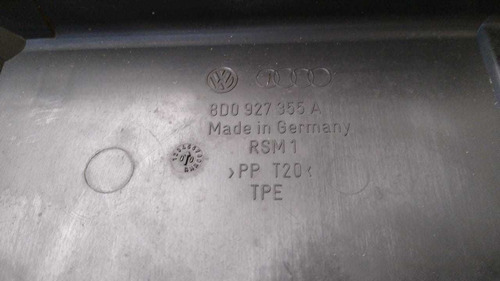 8D0 927 355 A
Made in Germany
RSM 1
>PP T20<
TPE